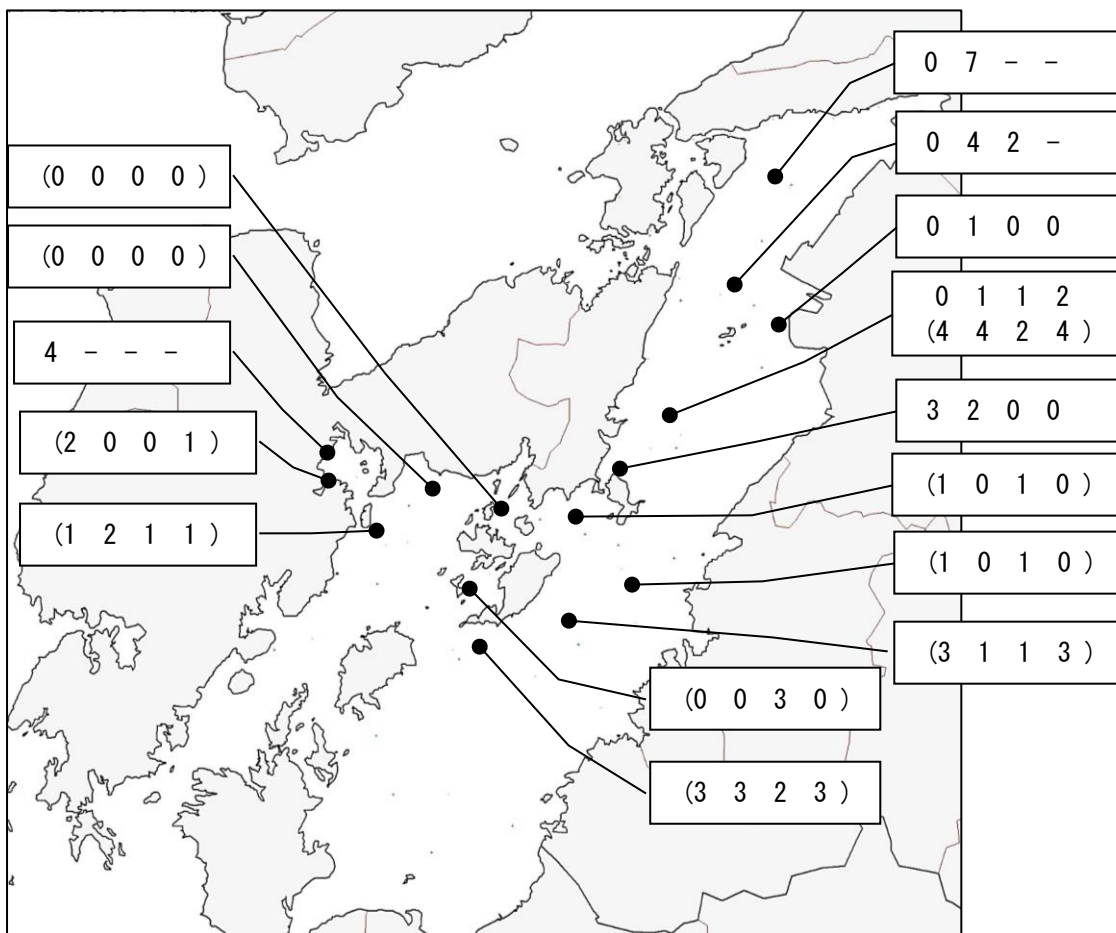 0 7 - -
0 4 2 -
(0 0 0 0)
0 1 0 0
(0 0 0 0)
0 1 1 2
(4 4 2 4)
4 - - -
3 2 0 0
(2 0 0 1)
(1 0 1 0)
(1 2 1 1)
(1 0 1 0)
(3 1 1 3)
(0 0 3 0)
(3 3 2 3)